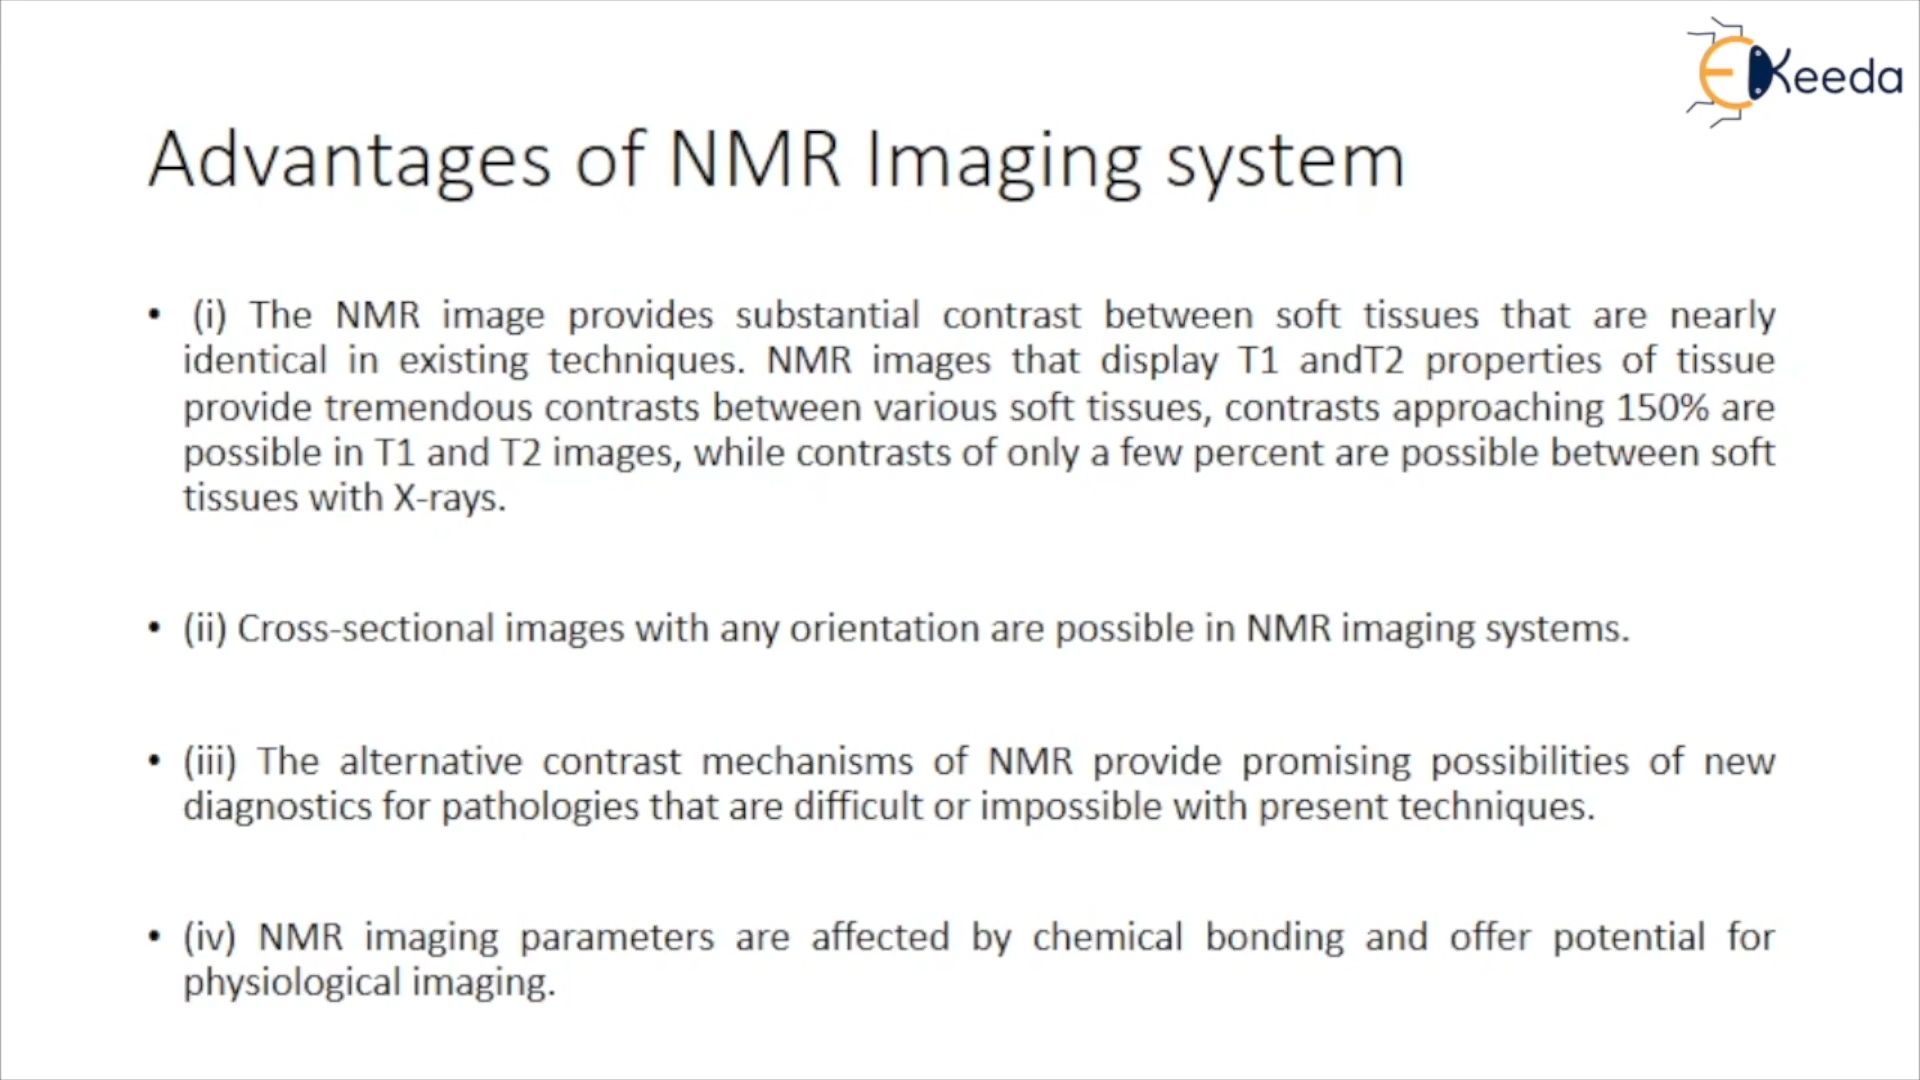 EKeeda
Advantages of NMR Imaging system
• (i) The NMR image provides substantial contrast between soft tissues that are nearly
identical in existing techniques. NMR images that display T1 andT2 properties of tissue
provide tremendous contrasts between various soft tissues, contrasts approaching 150% are
possible in T1 and T2 images, while contrasts of only a few percent are possible between soft
tissues with X-rays.
• (ii) Cross-sectional images with any orientation are possible in NMR imaging systems.
• (iii) The alternative contrast mechanisms of NMR provide promising possibilities of new
diagnostics for pathologies that are difficult or impossible with present techniques.
• (iv) NMR imaging parameters are affected by chemical bonding and offer potential for
physiological imaging.